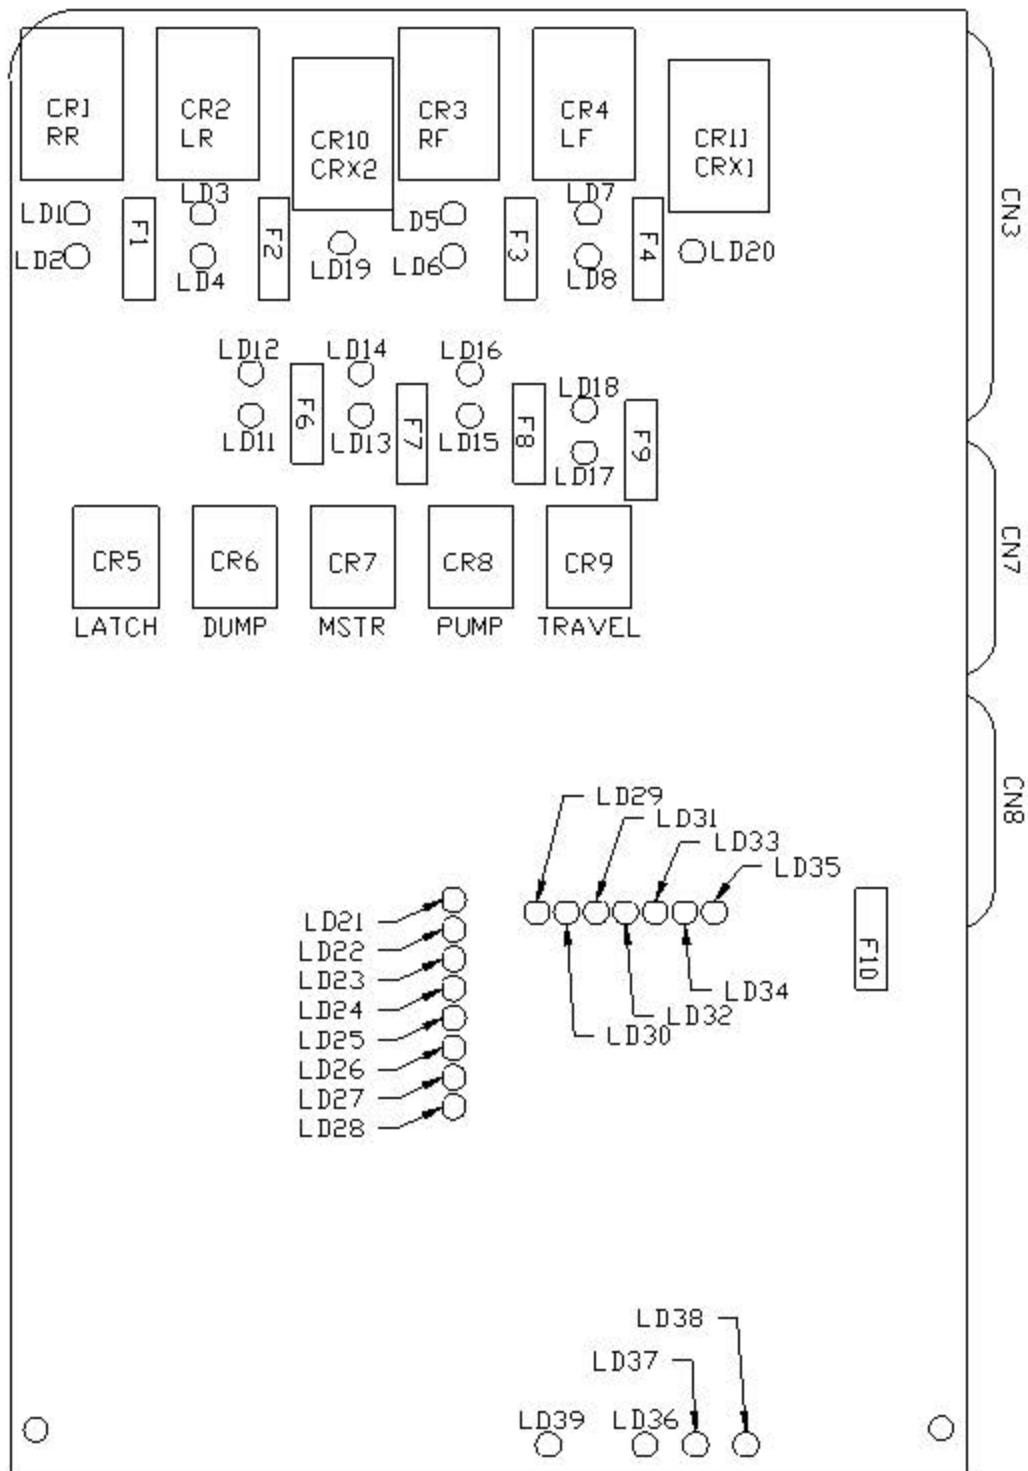 CR1 RR
CR2 LR
CR10 CRX2
CR3 RF
CR4 LF
CR11 CRX1
CN3
LD1
LD2
F1
LD3
LD4
F2
LD19
LD5
LD6
F3
LD7
LD8
F4
LD20
LD12
LD11
F6
LD14
LD13
F7
LD16
LD15
F8
LD18
LD17
F9
CN7
CR5
CR6
CR7
CR8
CR9
LATCH
DUMP
MSTR
PUMP
TRAVEL
CN8
LD29
LD31
LD33
LD35
LD21
LD22
LD23
LD24
LD25
LD26
LD27
LD28
LD34
LD32
LD30
F10
LD38
LD37
LD39
LD36